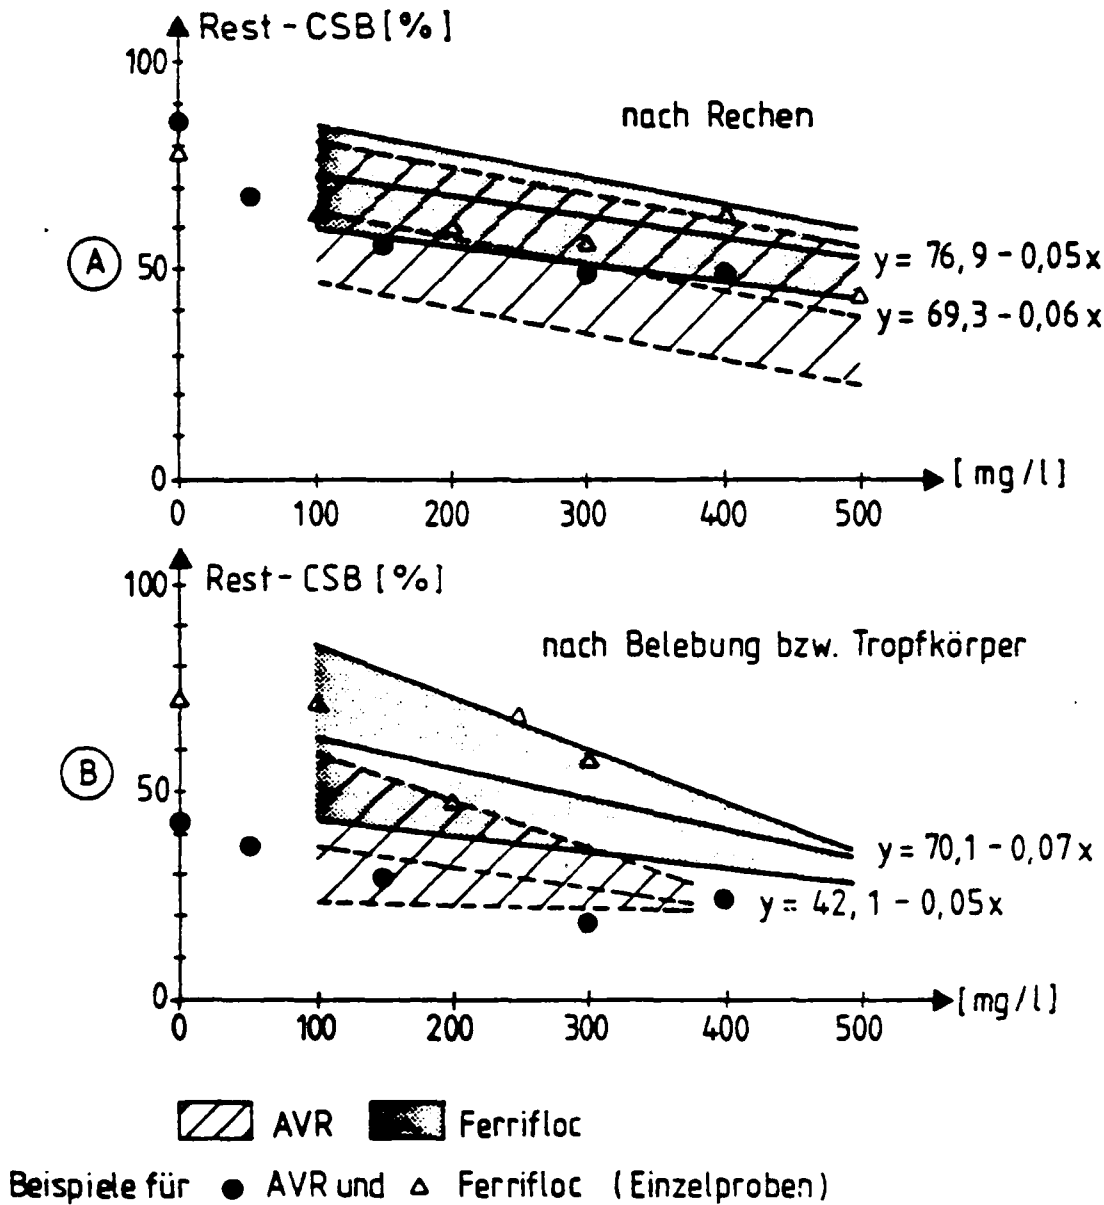 Rest-CSB[%]
100
nach Rechen
A
50
y = 76,9-0,05x
y = 69,3-0,06x
0
[mg/l]
0 100 200 300 400 500
100
Rest-CSB[%]
nach Belebung bzw. Tropfkörper
B
50
y = 70,1-0,07x
y = 42,1-0,05x
0
[mg/l]
0 100 200 300 400 500
AVR Ferrifloc
Beispiele für ● AVR und △ Ferrifloc (Einzelproben)